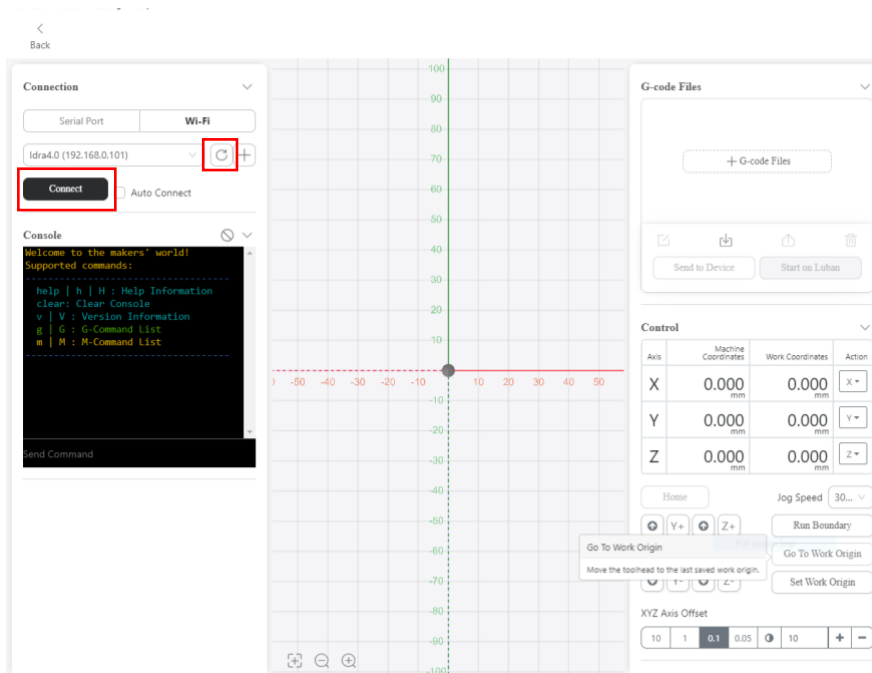 Back
Connection
Serial Port Wi-Fi
Idra4.0 (192.168.0.101)
Connect Auto Connect
Console
Welcome to the makers' world!
Supported commands:
--------------------------------
help | h | H : Help Information
clear: Clear Console
v | V : Version Information
g | G : G-Command List
m | M : M-Command List
--------------------------------
Send Command
100
90
80
70
60
50
40
30
20
10
-50 -40 -30 -20 -10 10 20 30 40 50
-10
-20
-30
-40
-50
-60
-70
-80
-90
-100
G-code Files
+ G-code Files
Send to Device Start on Luban
Control
Axis Machine Coordinates Work Coordinates Action
X 0.000 mm 0.000 mm X
Y 0.000 mm 0.000 mm Y
Z 0.000 mm 0.000 mm Z
Home Jog Speed 30...
Y+ Z+ Run Boundary
Go To Work Origin
Move the toolhead to the last saved work origin.
Go To Work Origin
Y- Z- Set Work Origin
XYZ Axis Offset
10 1 0.1 0.05 10 + −